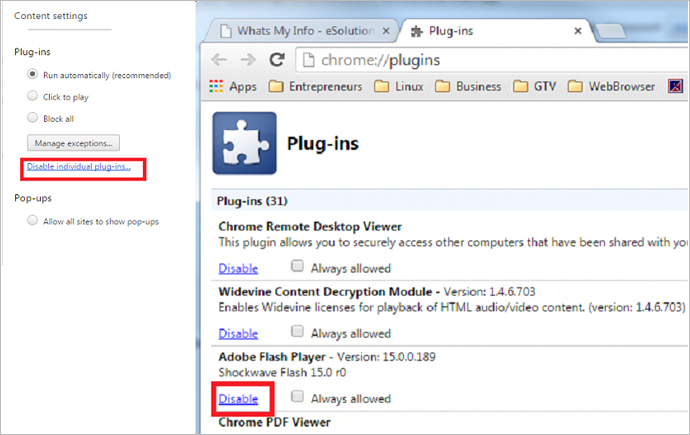 Content settings
Plug-ins
Run automatically (recommended)
Click to play
Block all
Manage exceptions...
Disable individual plug-ins...
Pop-ups
Allow all sites to show pop-ups
Whats My Info - eSolution
Plug-ins
chrome://plugins
Apps
Entrepreneurs
Linux
Business
GTV
WebBrowser
Plug-ins
Plug-ins (31)
Chrome Remote Desktop Viewer
This plugin allows you to securely access other computers that have been shared with you
Disable
Always allowed
Widevine Content Decryption Module - Version: 1.4.6.703
Enables Widevine licenses for playback of HTML audio/video content. (version: 1.4.6.703)
Disable
Always allowed
Adobe Flash Player - Version: 15.0.0.189
Shockwave Flash 15.0 r0
Disable
Always allowed
Chrome PDF Viewer